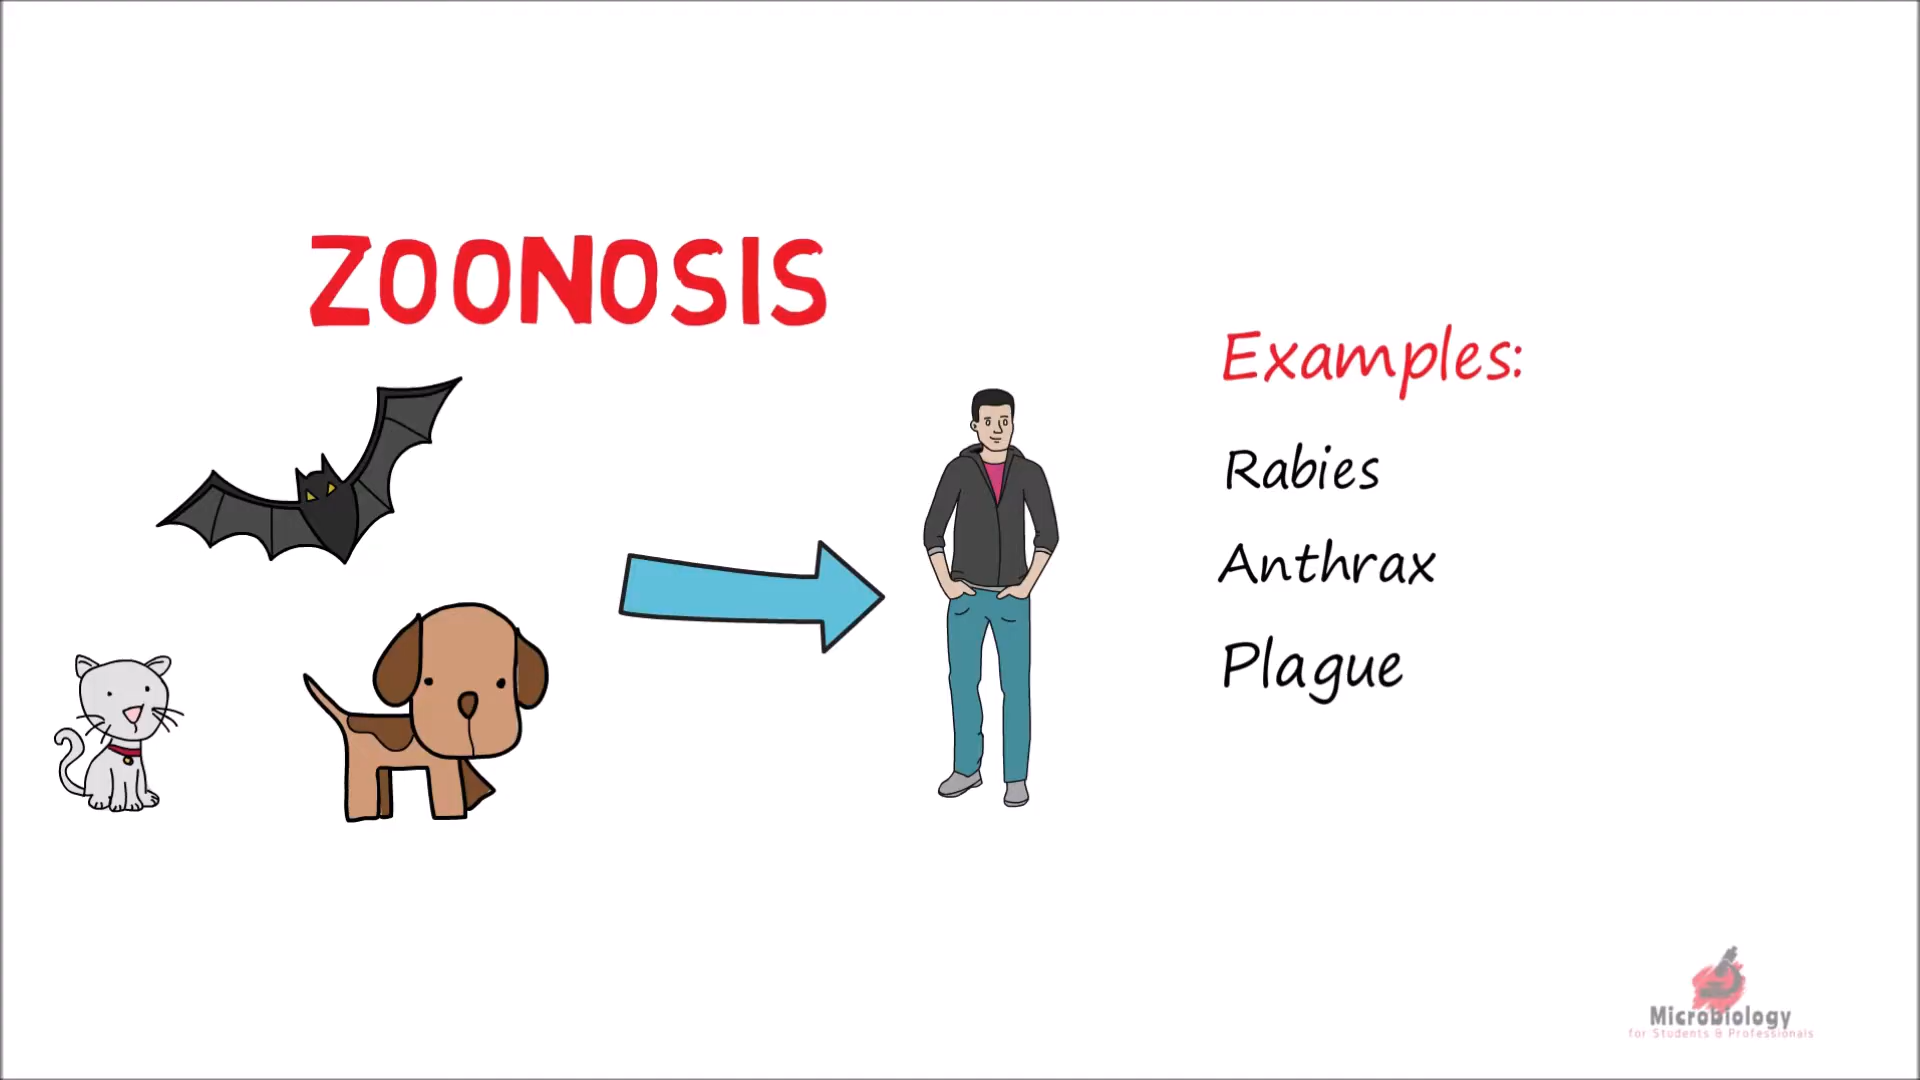 ZOONOSIS
Examples:
Rabies
Anthrax
Plague
Microbiology
for Students & Professionals